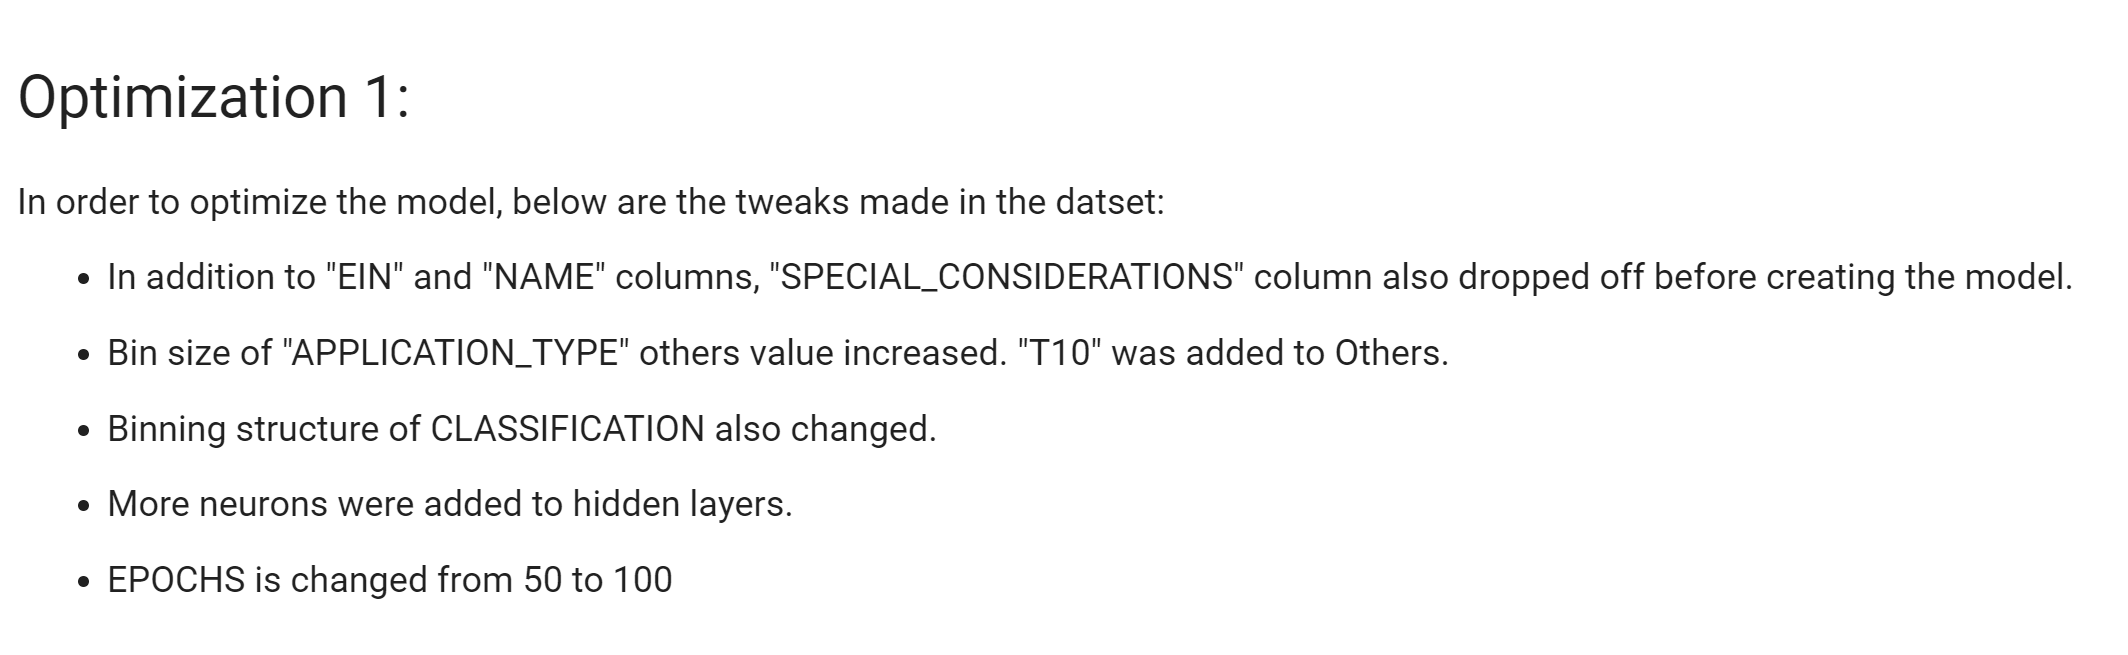 Optimization 1:
In order to optimize the model, below are the tweaks made in the datset:
• In addition to "EIN" and "NAME" columns, "SPECIAL_CONSIDERATIONS" column also dropped off before creating the model.
• Bin size of "APPLICATION_TYPE" others value increased. "T10" was added to Others.
• Binning structure of CLASSIFICATION also changed.
• More neurons were added to hidden layers.
• EPOCHS is changed from 50 to 100